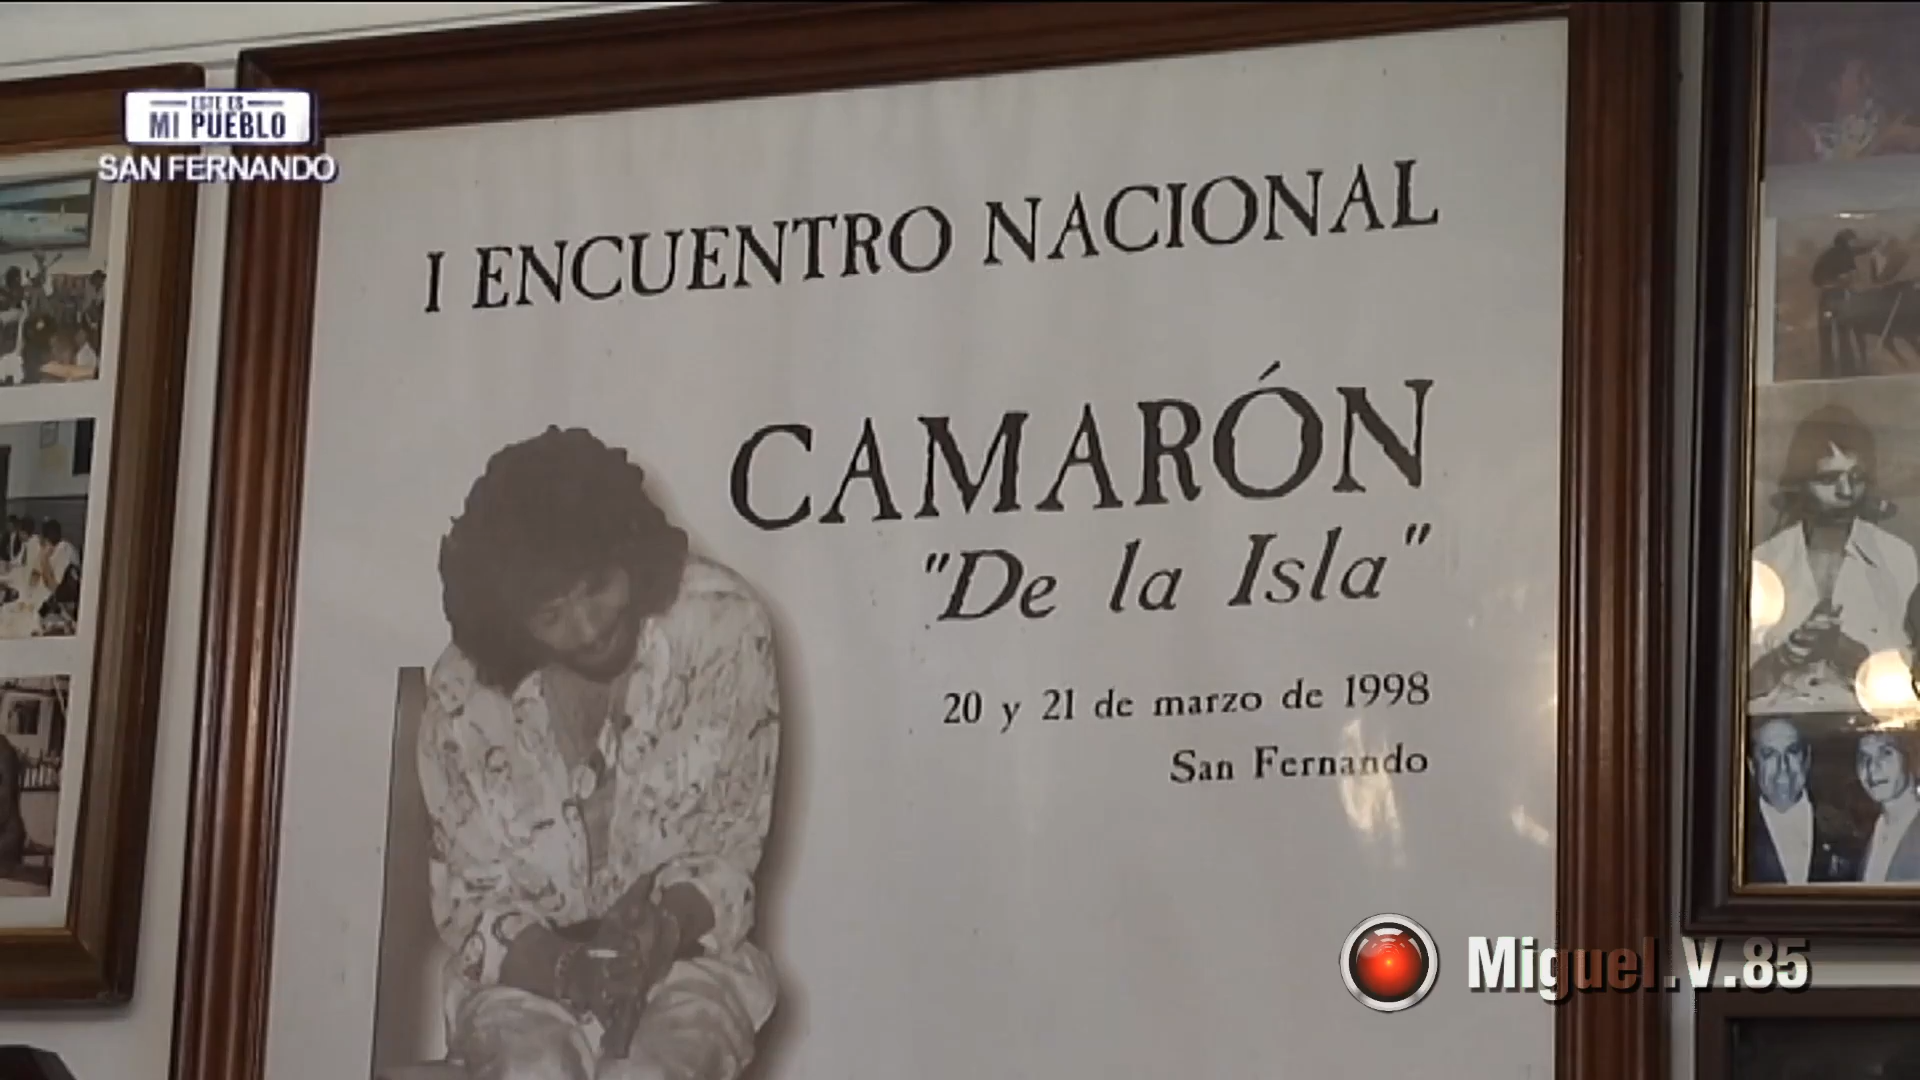 ESTE ES
MI PUEBLO
SAN FERNANDO
I ENCUENTRO NACIONAL
CAMARÓN
"De la Isla"
20 y 21 de marzo de 1998
San Fernando
Miguel.V.85